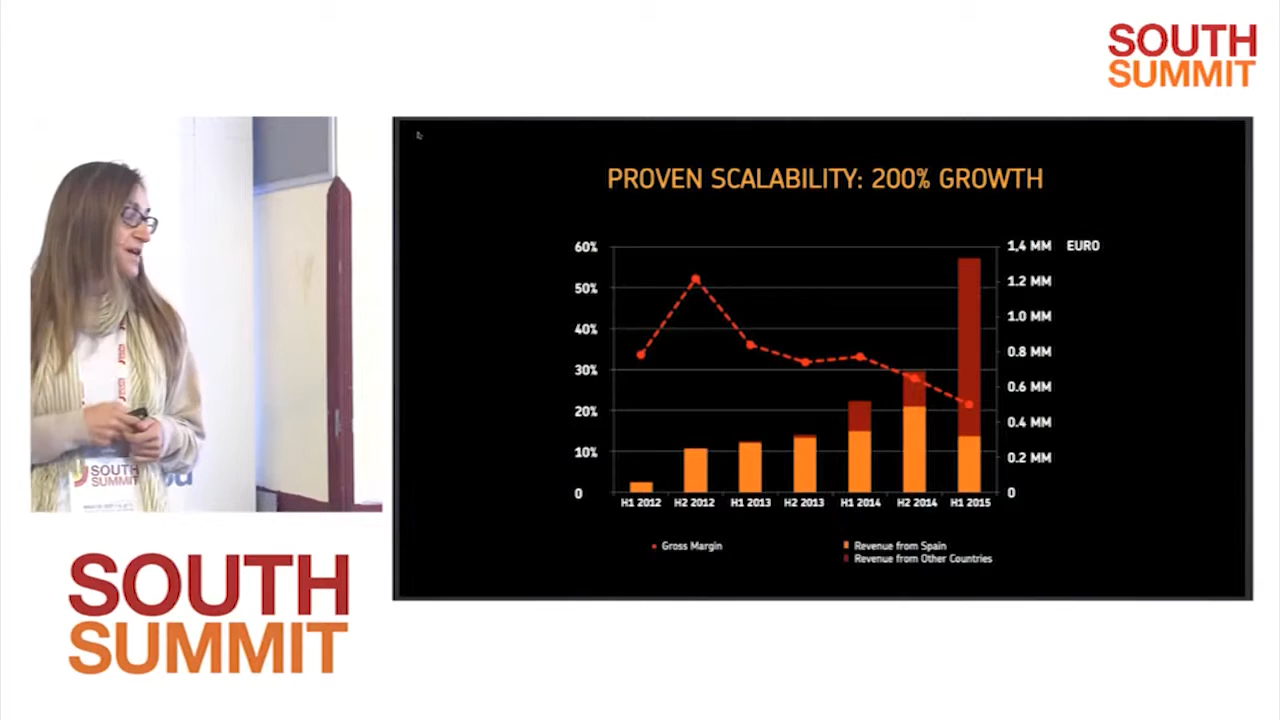 SOUTH
SUMMIT
PROVEN SCALABILITY: 200% GROWTH
60%
50%
40%
30%
20%
10%
0
1,4 MM EURO
1.2 MM
1.0 MM
0.8 MM
0.6 MM
0.4 MM
0.2 MM
0
H1 2012 H2 2012 H1 2013 H2 2013 H1 2014 H2 2014 H1 2015
Gross Margin
Revenue from Spain
Revenue from Other Countries
SOUTH
SUMMIT
SOUTH
SUMMIT